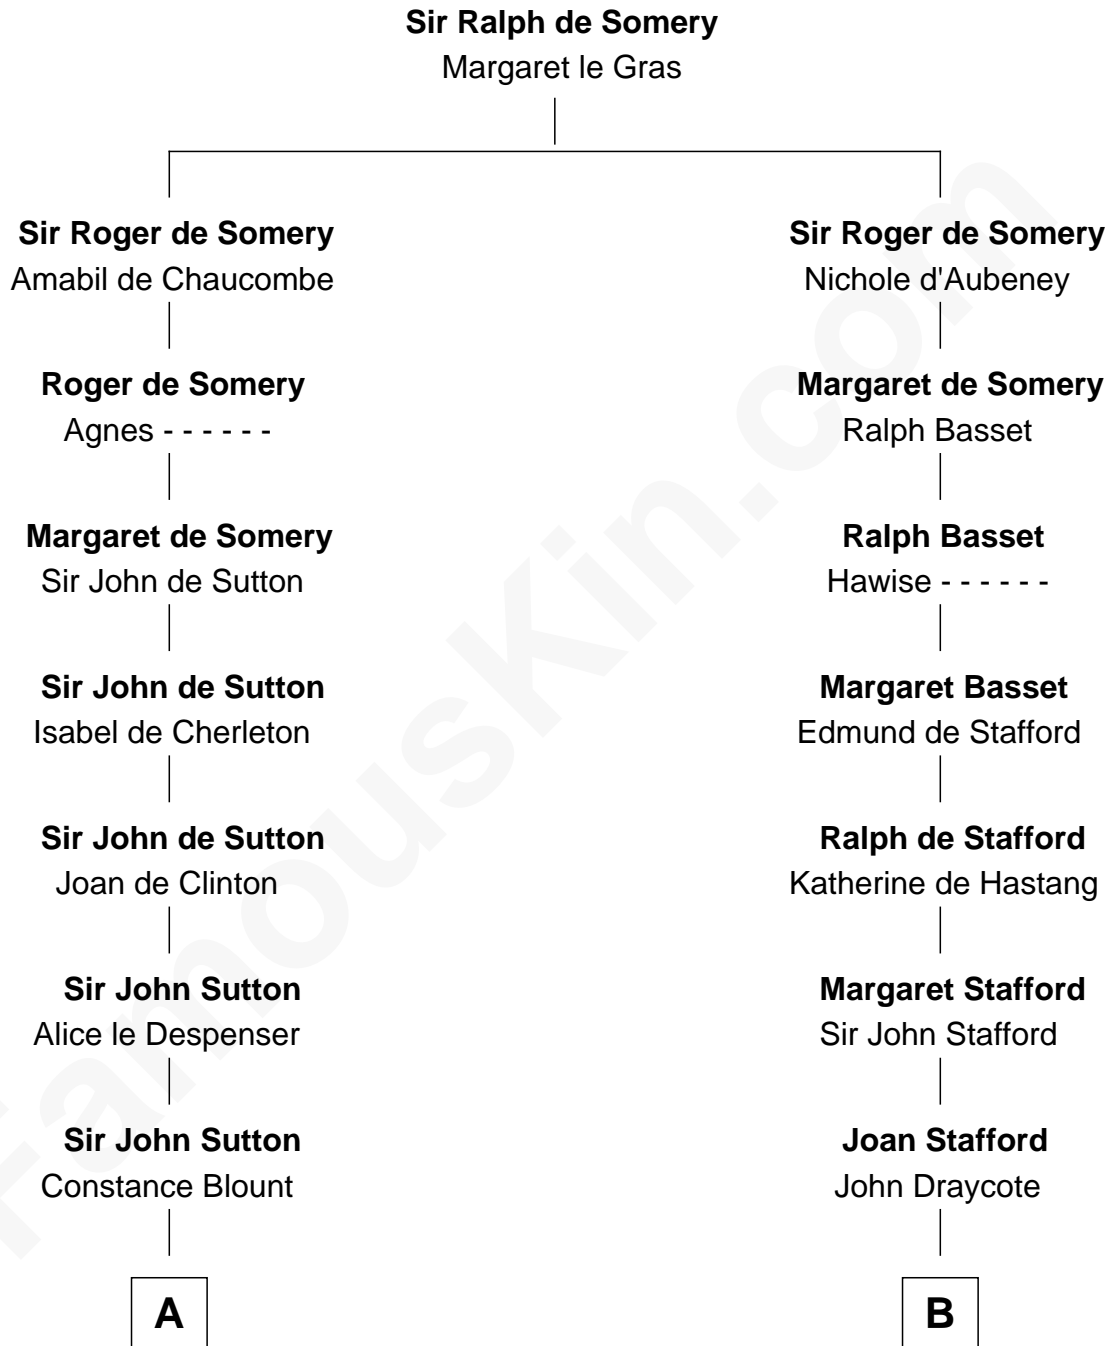 Sir Ralph de Somery
Margaret le Gras
Sir Roger de Somery
Amabil de Chaucombe
Sir Roger de Somery
Nichole d'Aubeney
Roger de Somery
Agnes - - - - - -
Margaret de Somery
Ralph Basset
Margaret de Somery
Sir John de Sutton
Ralph Basset
Hawise - - - - - -
Sir John de Sutton
Isabel de Cherleton
Margaret Basset
Edmund de Stafford
Sir John de Sutton
Joan de Clinton
Ralph de Stafford
Katherine de Hastang
Sir John Sutton
Alice le Despenser
Margaret Stafford
Sir John Stafford
Sir John Sutton
Constance Blount
Joan Stafford
John Draycote
A
B
FamousKin.com